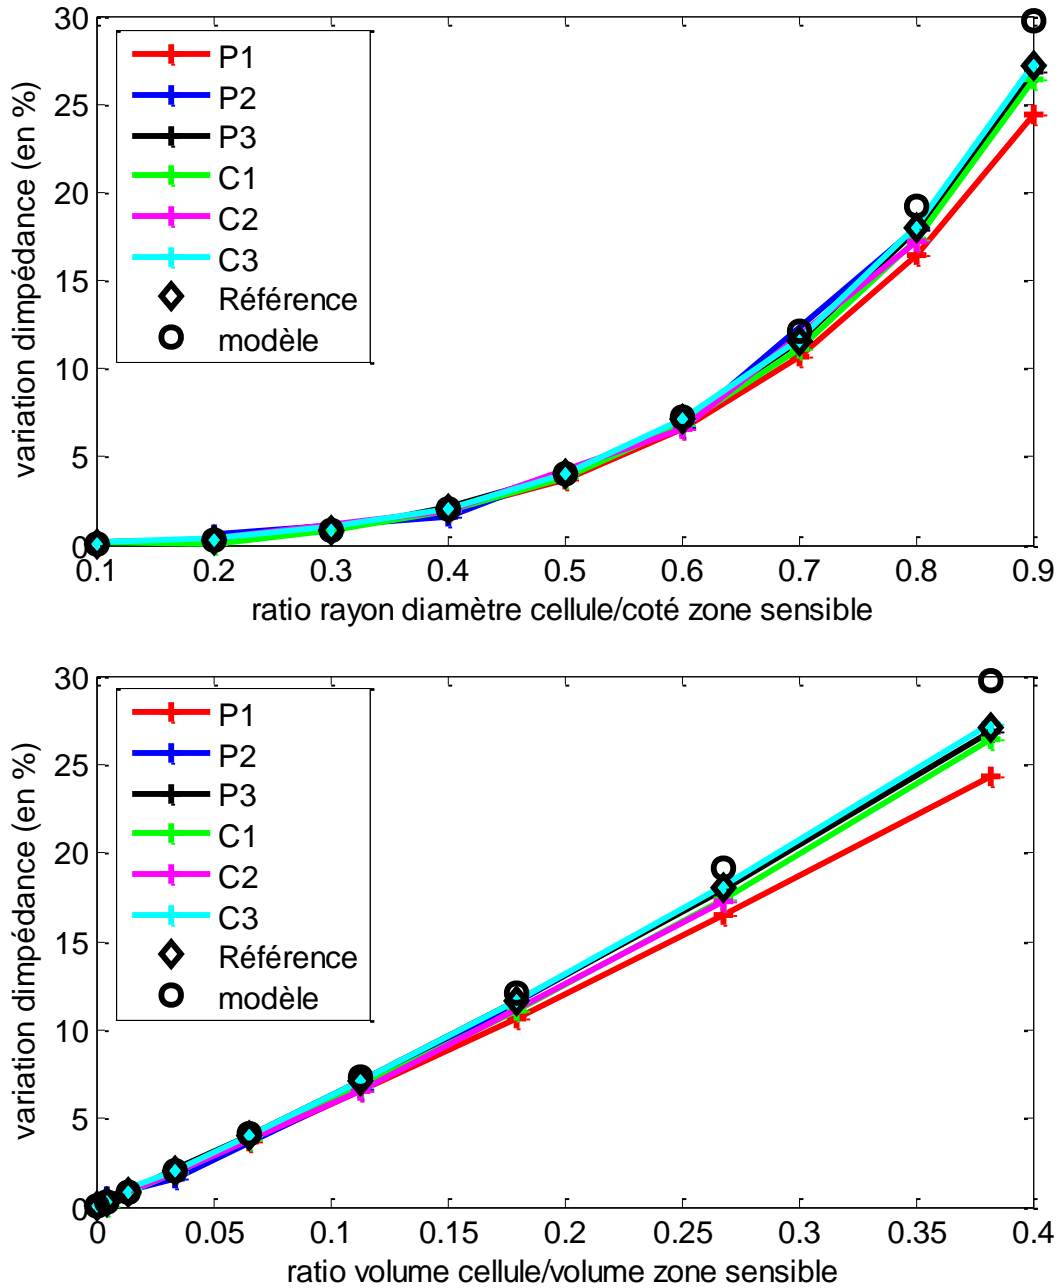 30
25
20
15
10
5
0
variation dimpédance (en %)
P1
P2
P3
C1
C2
C3
Référence
modèle
0.1 0.2 0.3 0.4 0.5 0.6 0.7 0.8 0.9
ratio rayon diamètre cellule/coté zone sensible
30
25
20
15
10
5
0
variation dimpédance (en %)
P1
P2
P3
C1
C2
C3
Référence
modèle
0 0.05 0.1 0.15 0.2 0.25 0.3 0.35 0.4
ratio volume cellule/volume zone sensible